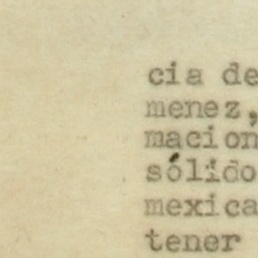 cia de
menez,
macion
sólido
mexica
tener